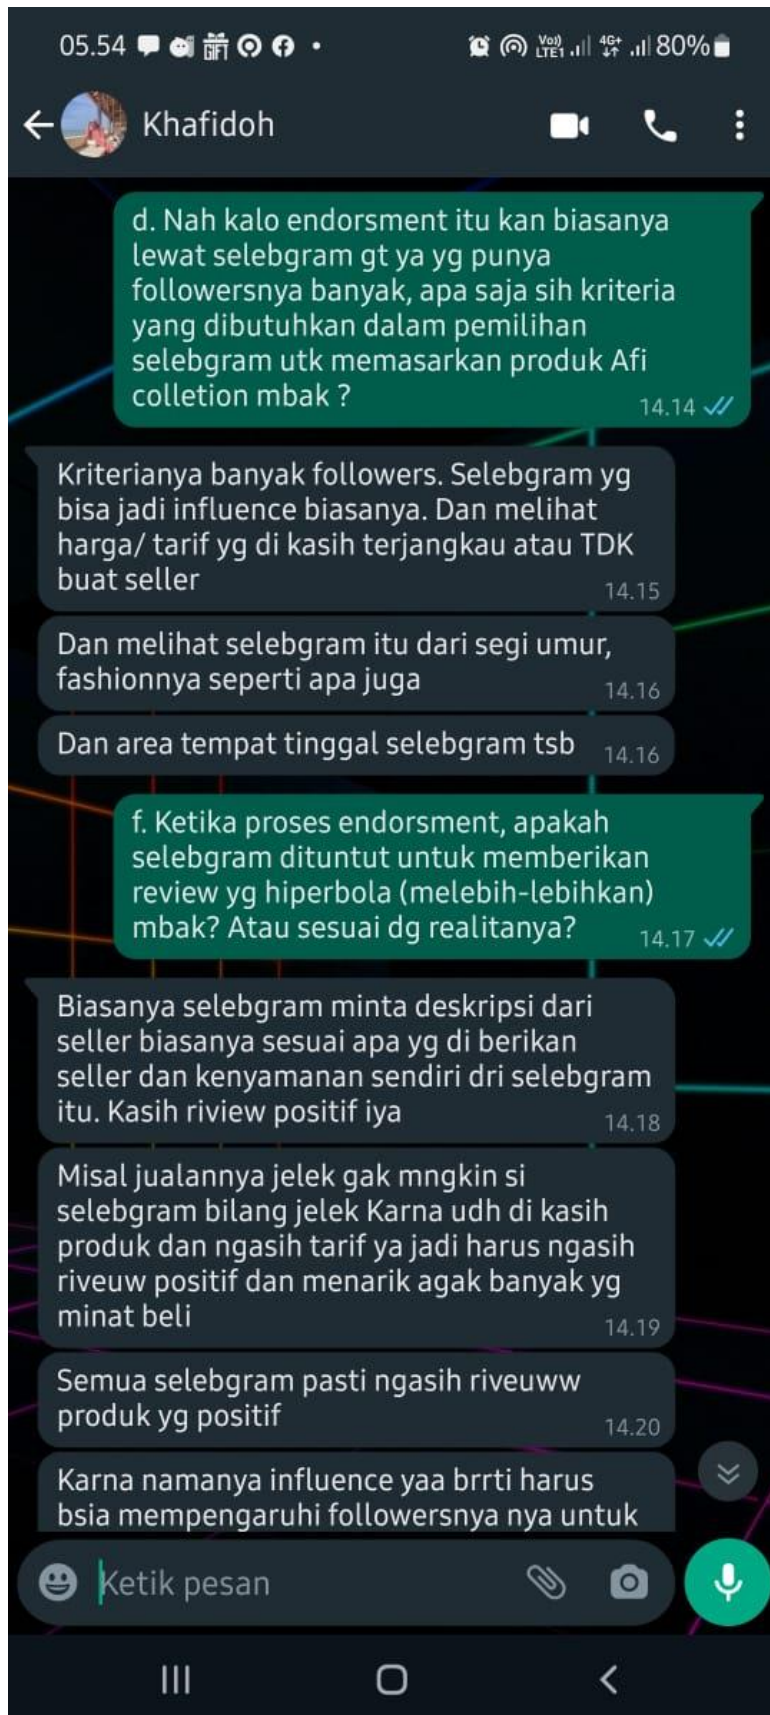 05.54
GIFT
Vo)) LTE1
4G+
80%
Khafidoh
d. Nah kalo endorsment itu kan biasanya
lewat selebgram gt ya yg punya
followersnya banyak, apa saja sih kriteria
yang dibutuhkan dalam pemilihan
selebgram utk memasarkan produk Afi
colletion mbak ?
14.14
Kriterianya banyak followers. Selebgram yg
bisa jadi influence biasanya. Dan melihat
harga/ tarif yg di kasih terjangkau atau TDK
buat seller
14.15
Dan melihat selebgram itu dari segi umur,
fashionnya seperti apa juga
14.16
Dan area tempat tinggal selebgram tsb
14.16
f. Ketika proses endorsment, apakah
selebgram dituntut untuk memberikan
review yg hiperbola (melebih-lebihkan)
mbak? Atau sesuai dg realitanya?
14.17
Biasanya selebgram minta deskripsi dari
seller biasanya sesuai apa yg di berikan
seller dan kenyamanan sendiri dri selebgram
itu. Kasih riview positif iya
14.18
Misal jualannya jelek gak mngkin si
selebgram bilang jelek Karna udh di kasih
produk dan ngasih tarif ya jadi harus ngasih
riveuw positif dan menarik agak banyak yg
minat beli
14.19
Semua selebgram pasti ngasih riveuww
produk yg positif
14.20
Karna namanya influence yaa brrti harus
bsia mempengaruhi followersnya nya untuk
Ketik pesan